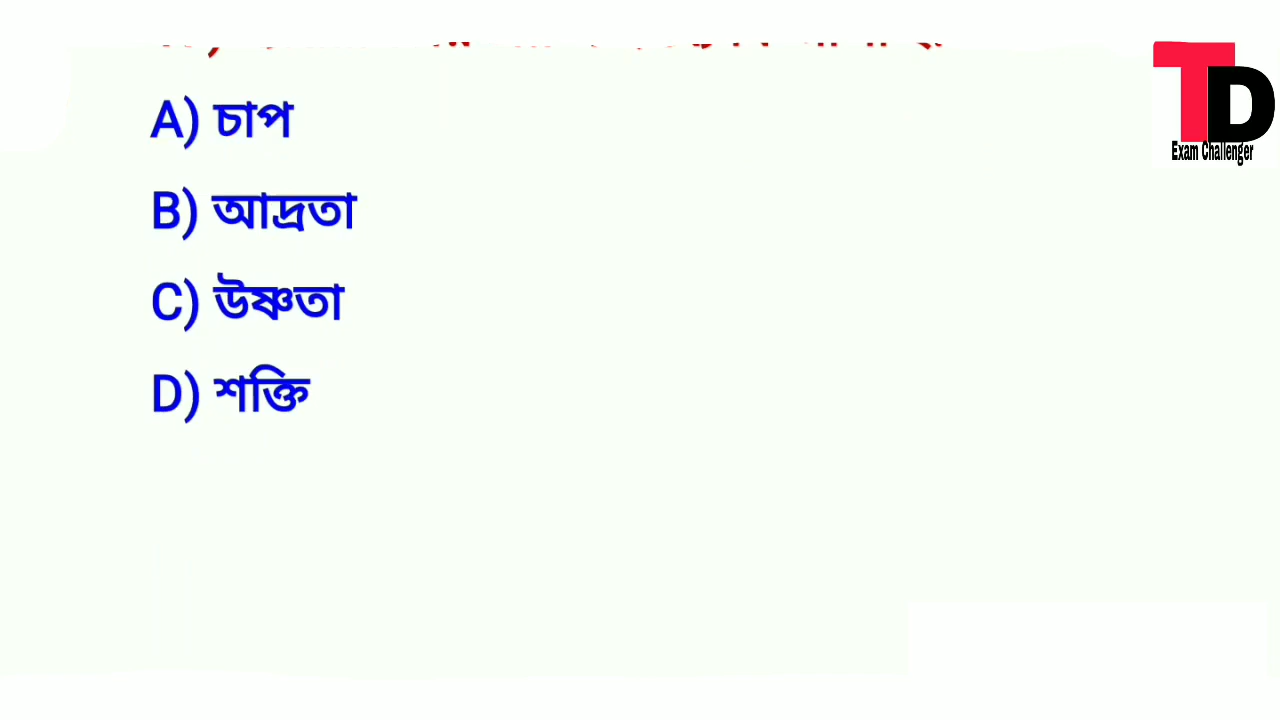 A) চাপ
B) আদ্রতা
C) উষ্ণতা
D) শক্তি
TD
Exam Challenger